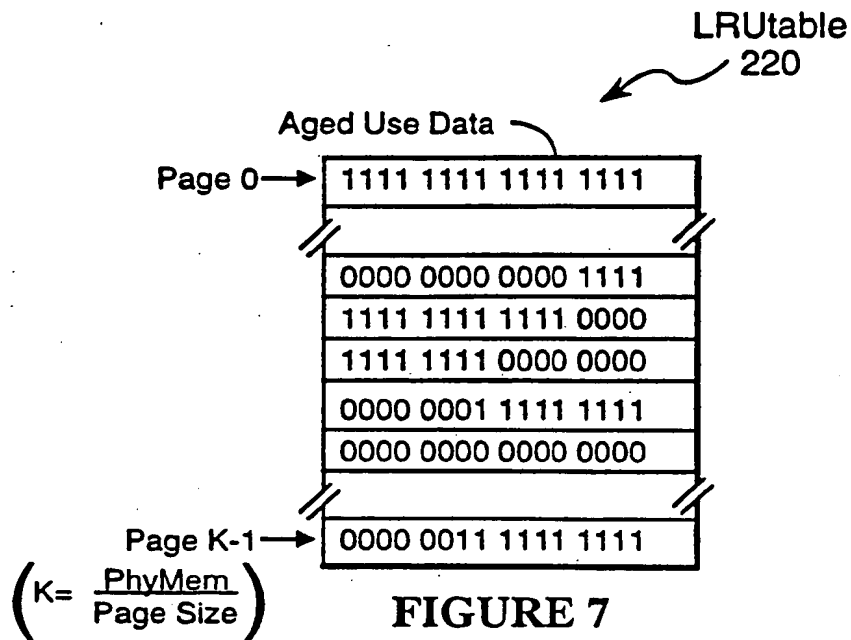 LRUtable
220
Aged Use Data
Page 0
1111 1111 1111 1111
0000 0000 0000 1111
1111 1111 1111 0000
1111 1111 0000 0000
0000 0001 1111 1111
0000 0000 0000 0000
Page K-1
0000 0011 1111 1111
(K= PhyMem
Page Size)
FIGURE 7